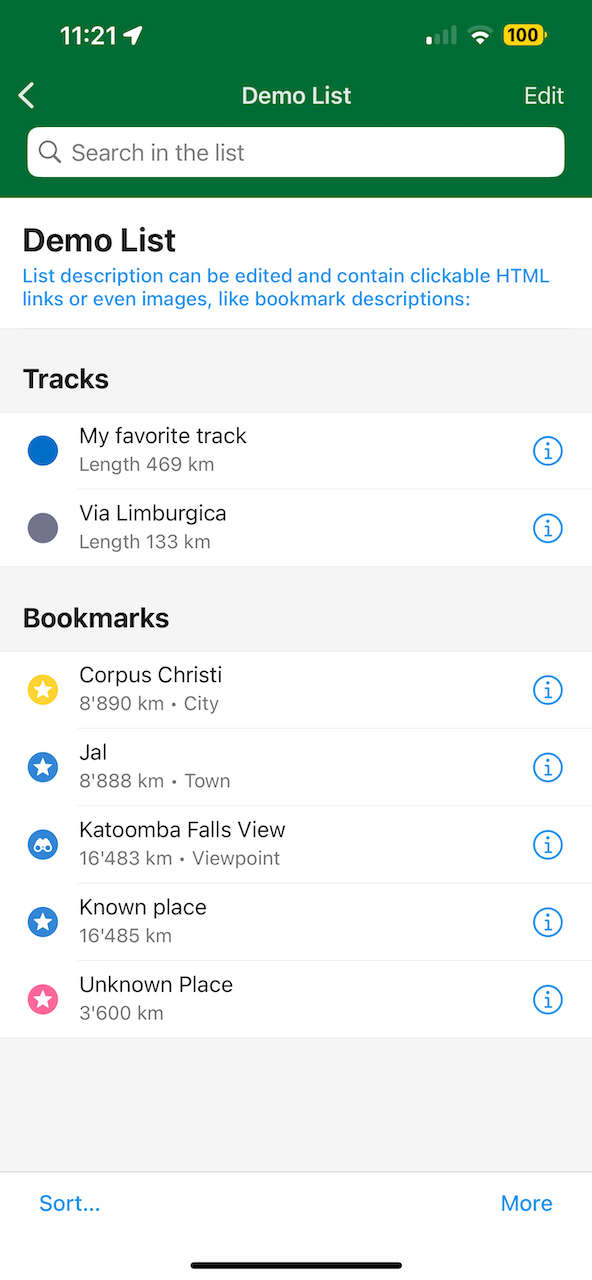 11:21
100
Demo List
Edit
Search in the list
Demo List
List description can be edited and contain clickable HTML
links or even images, like bookmark descriptions:
Tracks
My favorite track
Length 469 km
Via Limburgica
Length 133 km
Bookmarks
Corpus Christi
8'890 km • City
Jal
8'888 km • Town
Katoomba Falls View
16'483 km • Viewpoint
Known place
16'485 km
Unknown Place
3'600 km
Sort...
More